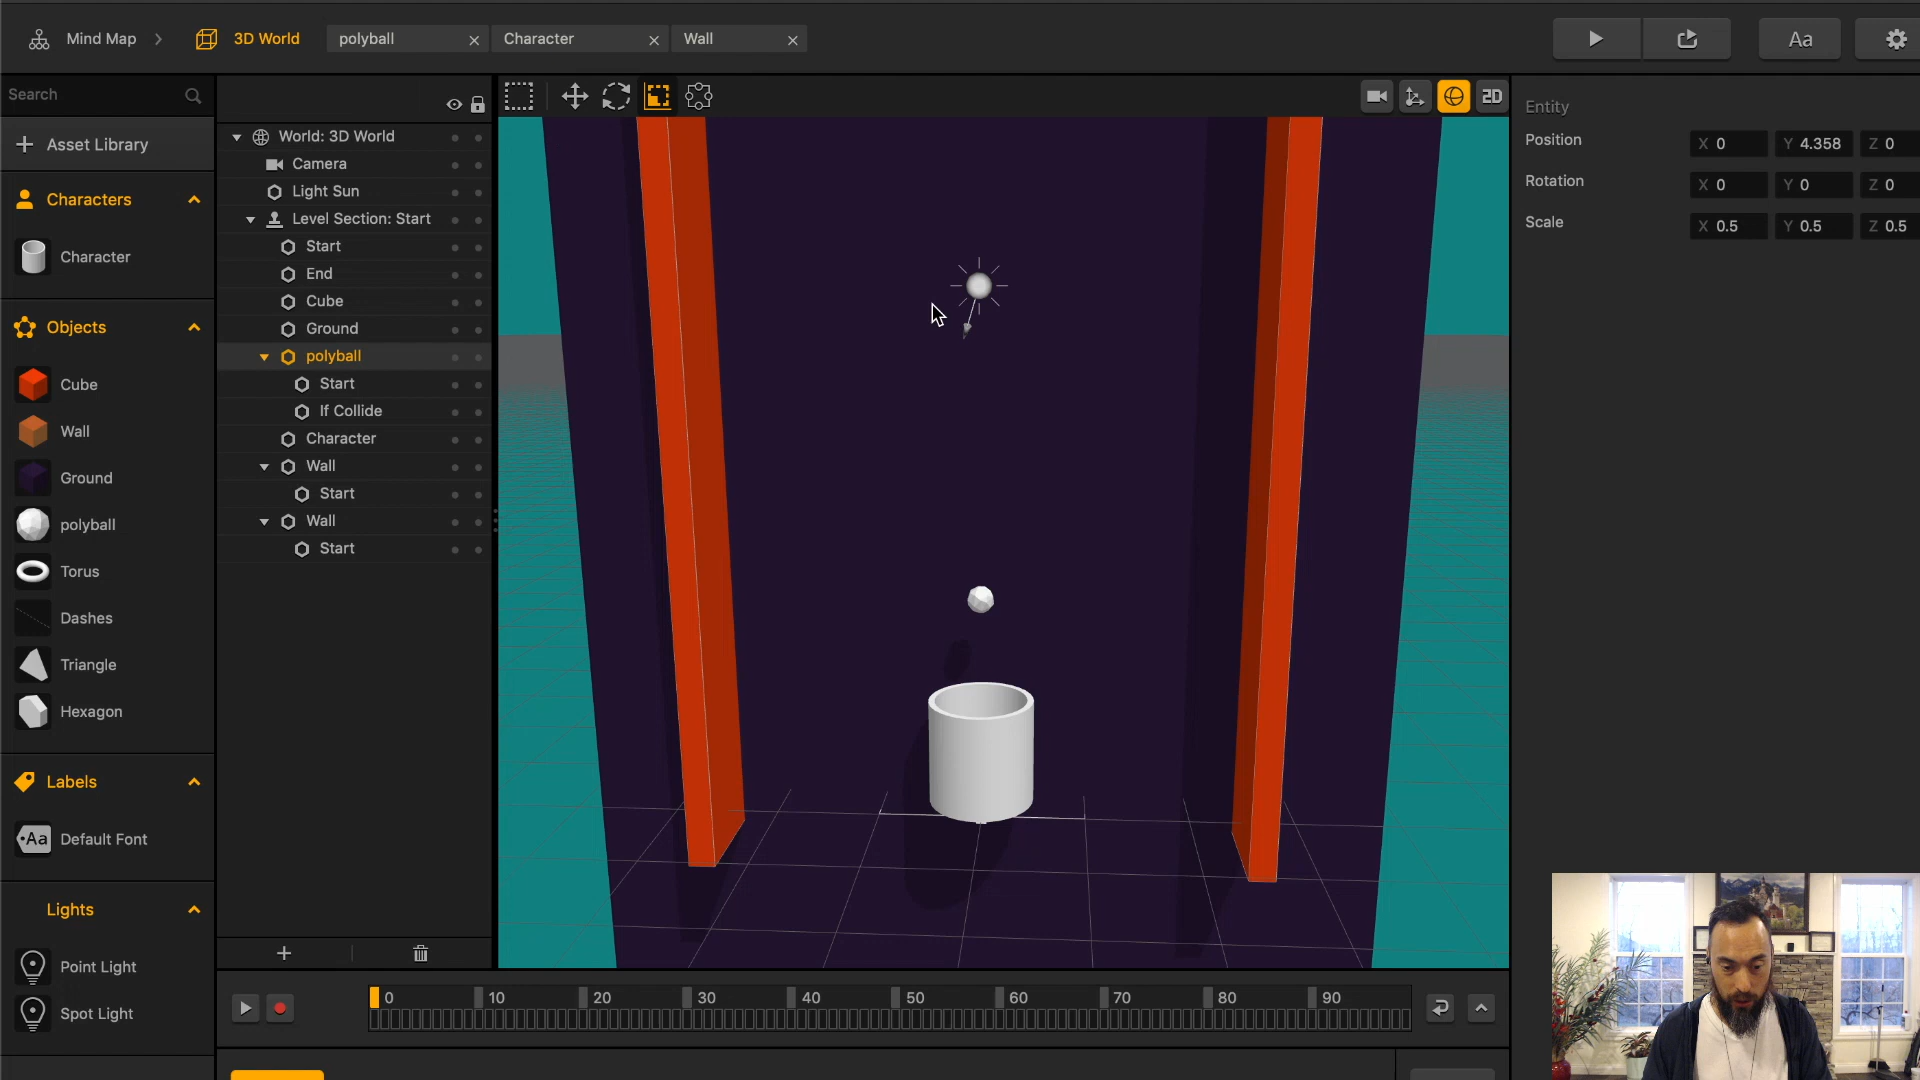 Mind Map
3D World
polyball
Character
Wall
Aa
Search
Asset Library
Characters
Character
Objects
Cube
Wall
Ground
polyball
Torus
Dashes
Triangle
Hexagon
Labels
Aa Default Font
Lights
Point Light
Spot Light
World: 3D World
Camera
Light Sun
Level Section: Start
Start
End
Cube
Ground
polyball
Start
If Collide
Character
Wall
Start
Wall
Start
2D
Entity
Position X 0 Y 4.358 Z 0
Rotation X 0 Y 0 Z 0
Scale X 0.5 Y 0.5 Z 0.5
0 10 20 30 40 50 60 70 80 90